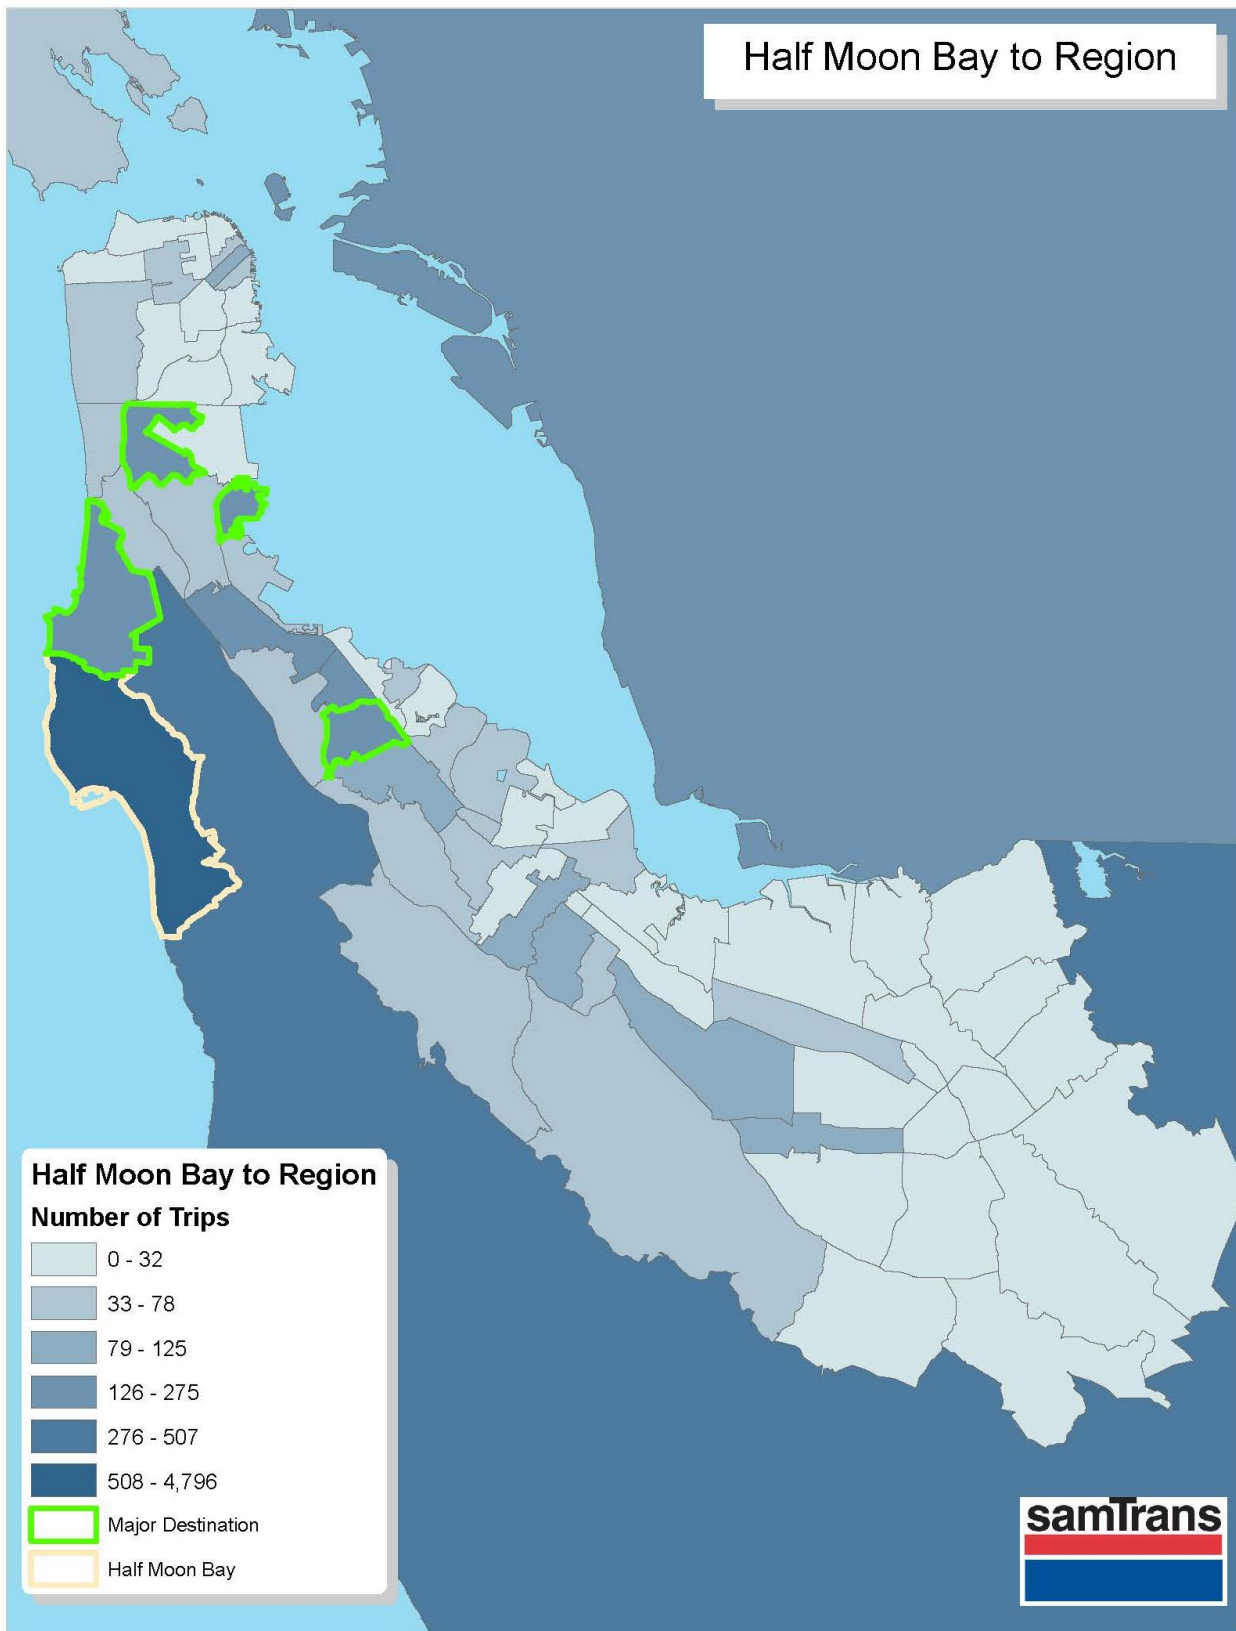 Half Moon Bay to Region
Half Moon Bay to Region
Number of Trips
0 - 32
33 - 78
79 - 125
126 - 275
276 - 507
508 - 4,796
Major Destination
Half Moon Bay
samTrans